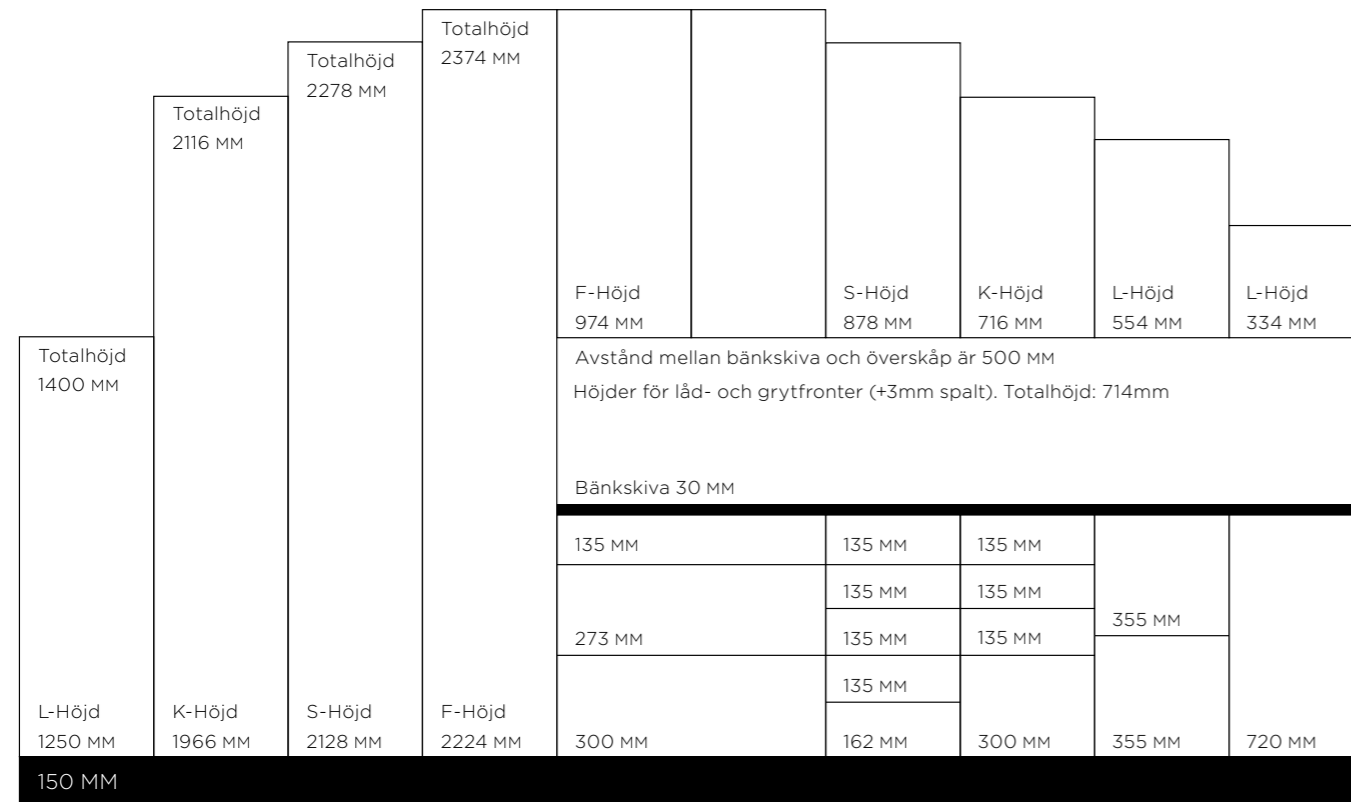 Totalhöjd
1400 MM
L-Höjd
1250 MM
Totalhöjd
2116 MM
K-Höjd
1966 MM
Totalhöjd
2278 MM
S-Höjd
2128 MM
Totalhöjd
2374 MM
F-Höjd
2224 MM
F-Höjd
974 MM
S-Höjd
878 MM
K-Höjd
716 MM
L-Höjd
554 MM
L-Höjd
334 MM
Avstånd mellan bänkskiva och överskåp är 500 MM
Höjder för låd- och grytfronter (+3mm spalt). Totalhöjd: 714mm
Bänkskiva 30 MM
135 MM
273 MM
300 MM
135 MM
135 MM
135 MM
135 MM
162 MM
135 MM
135 MM
135 MM
300 MM
355 MM
355 MM
720 MM
150 MM